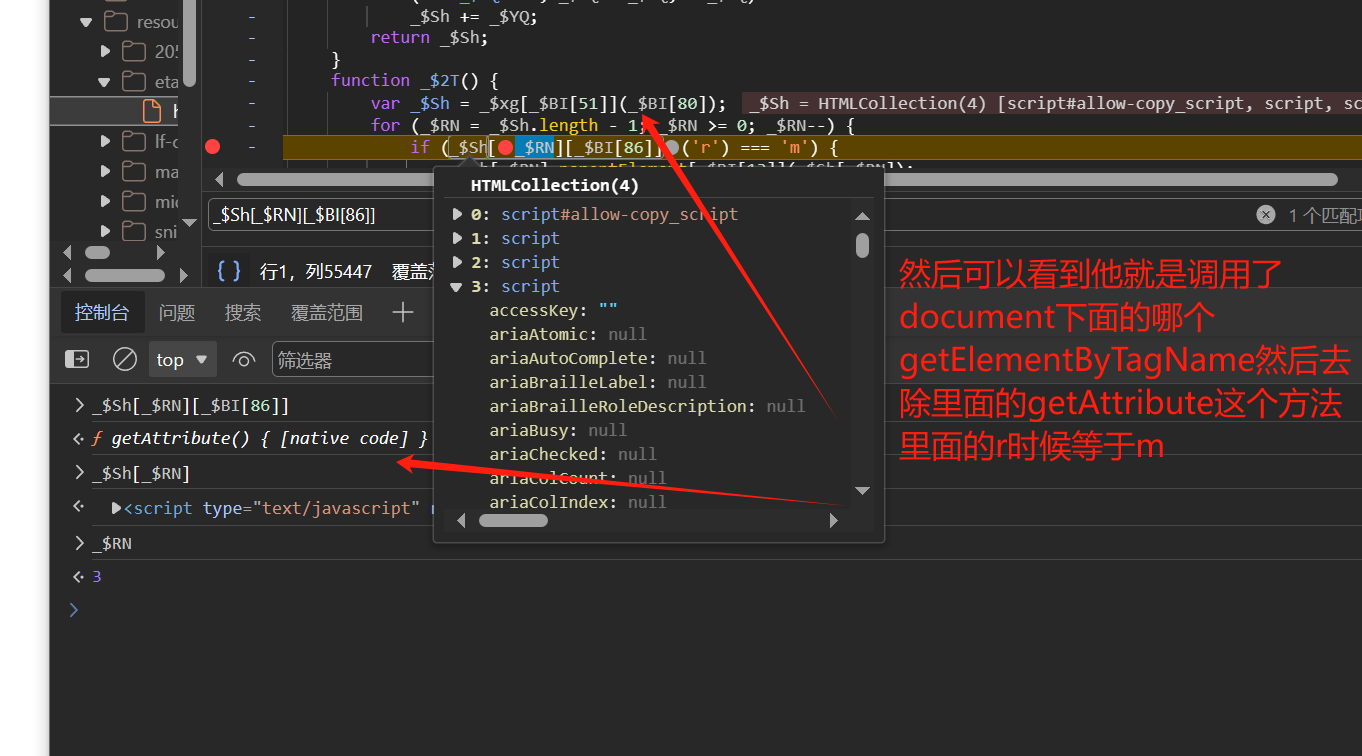 resou
_$Sh += _$YQ;
return _$Sh;
}
function _$2T() {
var _$Sh = _$xg[_$BI[51]](_$BI[80]); _$Sh = HTMLCollection(4) [script#allow-copy_script, script, sc
for (_$RN = _$Sh.length - 1; _$RN >= 0; _$RN--) {
if (_$Sh[_$RN][_$BI[86]]('r') === 'm') {
205
eta
lf-c
ma
mic
sni
_$Sh[_$RN][_$BI[86]]
1 个匹配项
{ } 行1，列55447 覆盖范
HTMLCollection(4)
0: script#allow-copy_script
1: script
2: script
3: script
accessKey: ""
ariaAtomic: null
ariaAutoComplete: null
ariaBrailleLabel: null
ariaBrailleRoleDescription: null
ariaBusy: null
ariaChecked: null
ariaColCount: null
ariaColIndex: null
控制台 问题 搜索 覆盖范围
top 筛选器
_$Sh[_$RN][_$BI[86]]
f getAttribute() { [native code] }
_$Sh[_$RN]
<script type="text/javascript" r
_$RN
3
然后可以看到他就是调用了
document下面的哪个
getElementByTagName然后去
除里面的getAttribute这个方法
里面的r时候等于m